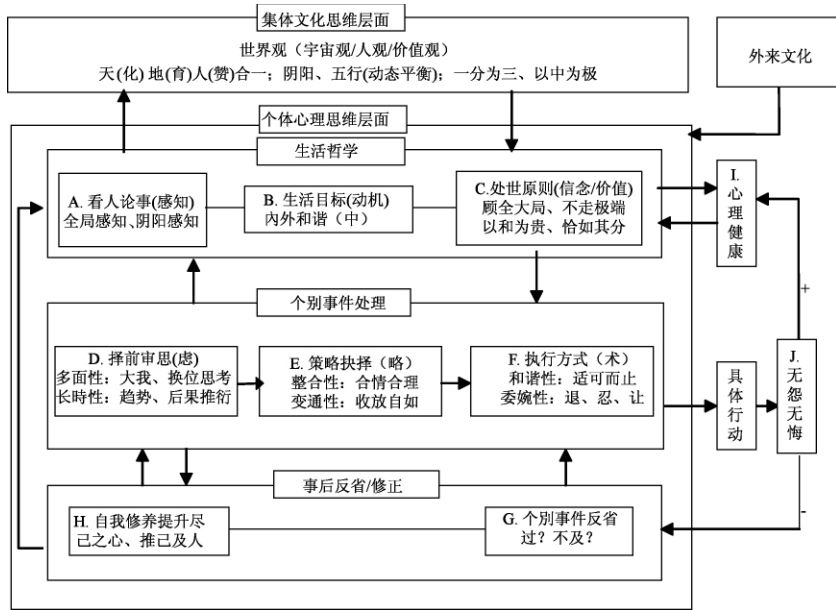 集体文化思维层面
世界观（宇宙观/人观/价值观）
天(化) 地(育)人(赞)合一；阴阳、五行(动态平衡)；一分为三、以中为极
外来文化
个体心理思维层面
生活哲学
A. 看人论事(感知)
全局感知、阴阳感知
B. 生活目标(动机)
內外和谐（中）
C.处世原则(信念/价值)
顾全大局、不走极端
以和为贵、恰如其分
I.
心
理
健
康
个别事件处理
D. 择前审思(虑)
多面性：大我、换位思考
长時性：趋势、后果推衍
E. 策略抉择（略）
整合性：合情合理
变通性：收放自如
F. 执行方式（术）
和谐性：适可而止
委婉性：退、忍、让
具
体
行
动
+
J.
无
怨
无
悔
-
事后反省/修正
H. 自我修养提升尽
己之心、推己及人
G. 个別事件反省
过？不及？